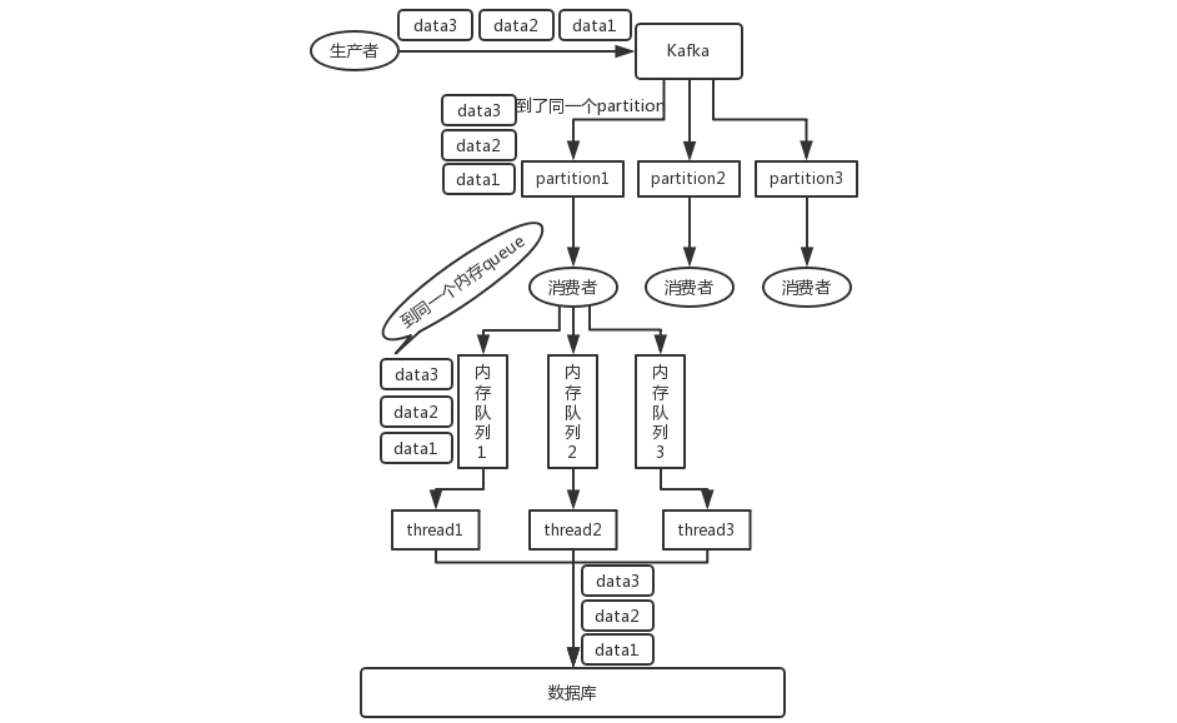 data3 data2 data1
生产者
Kafka
到了同一个partition
data3
data2
data1
partition1 partition2 partition3
到同一个内存queue
消费者 消费者 消费者
data3
data2
data1
内存队列1
内存队列2
内存队列3
thread1 thread2 thread3
data3
data2
data1
数据库